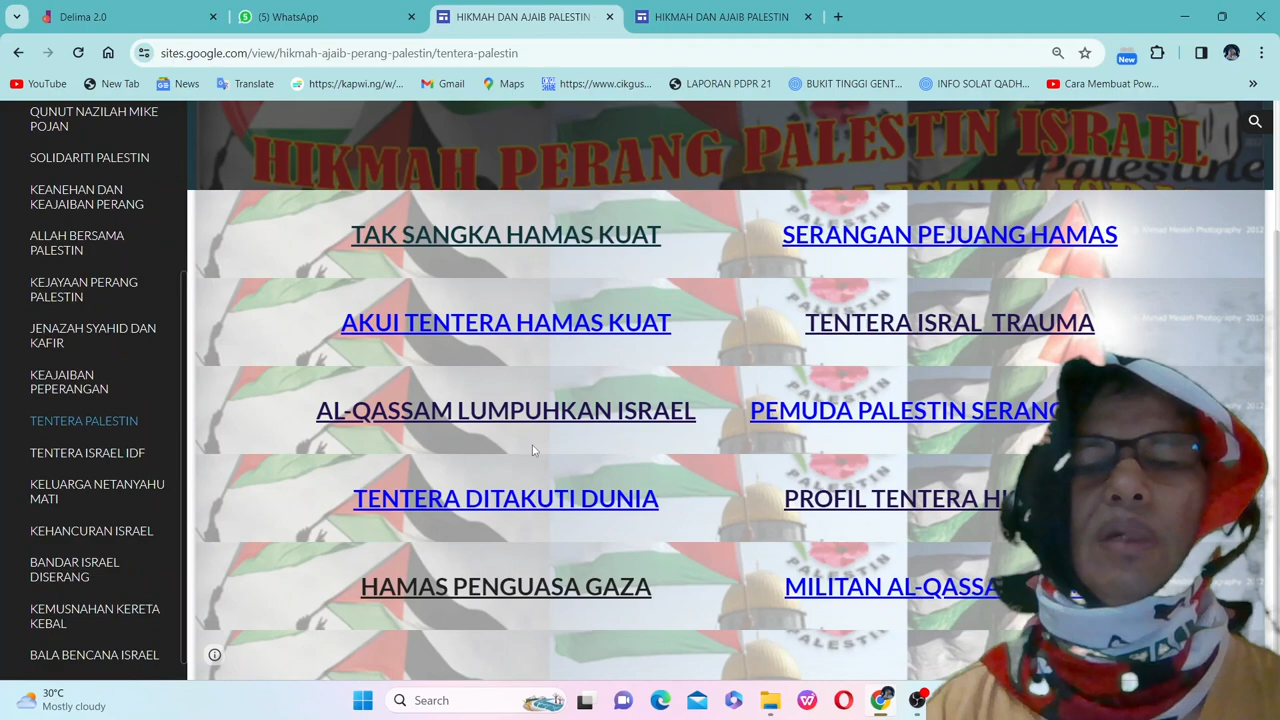 Delima 2.0
(5) WhatsApp
HIKMAH DAN AJAIB PALESTIN
HIKMAH DAN AJAIB PALESTIN
sites.google.com/view/hikmah-ajaib-perang-palestin/tentera-palestin
New
YouTube
New Tab
News
Translate
https://kapwi.ng/w/...
Gmail
Maps
https://www.cikgus...
LAPORAN PDPR 21
BUKIT TINGGI GENT...
INFO SOLAT QADH...
Cara Membuat Pow...
HIKMAH PERANG PALESTIN ISRAEL
Palestine
QUNUT NAZILAH MIKE
POJAN
SOLIDARITI PALESTIN
KEANEHAN DAN
KEAJAIBAN PERANG
ALLAH BERSAMA
PALESTIN
KEJAYAAN PERANG
PALESTIN
JENAZAH SYAHID DAN
KAFIR
KEAJAIBAN
PEPERANGAN
TENTERA PALESTIN
TENTERA ISRAEL IDF
KELUARGA NETANYAHU
MATI
KEHANCURAN ISRAEL
BANDAR ISRAEL
DISERANG
KEMUSNAHAN KERETA
KEBAL
BALA BENCANA ISRAEL
TAK SANGKA HAMAS KUAT
SERANGAN PEJUANG HAMAS
AKUI TENTERA HAMAS KUAT
TENTERA ISRAL TRAUMA
AL-QASSAM LUMPUHKAN ISRAEL
PEMUDA PALESTIN SERANG
TENTERA DITAKUTI DUNIA
PROFIL TENTERA
HAMAS PENGUASA GAZA
MILITAN
PALESTIN
30°C
Mostly cloudy
Search